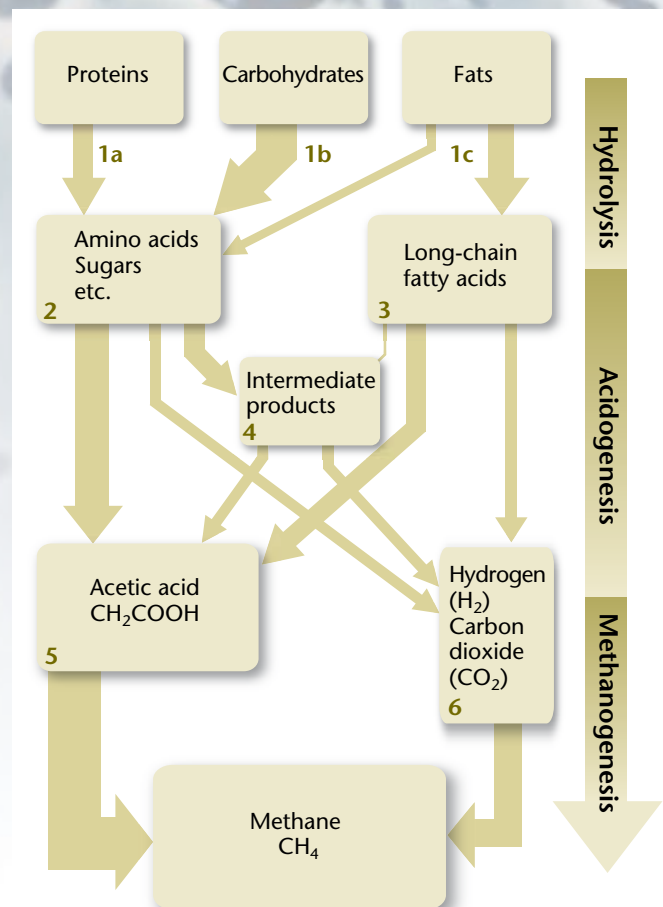 Proteins
Carbohydrates
Fats
1a
1b
1c
Hydrolysis
Amino acids
Sugars
etc.
2
Long-chain
fatty acids
3
Intermediate
products
4
Acidogenesis
Acetic acid
CH₂COOH
5
Hydrogen
(H₂)
Carbon
dioxide
(CO₂)
6
Methanogenesis
Methane
CH₄